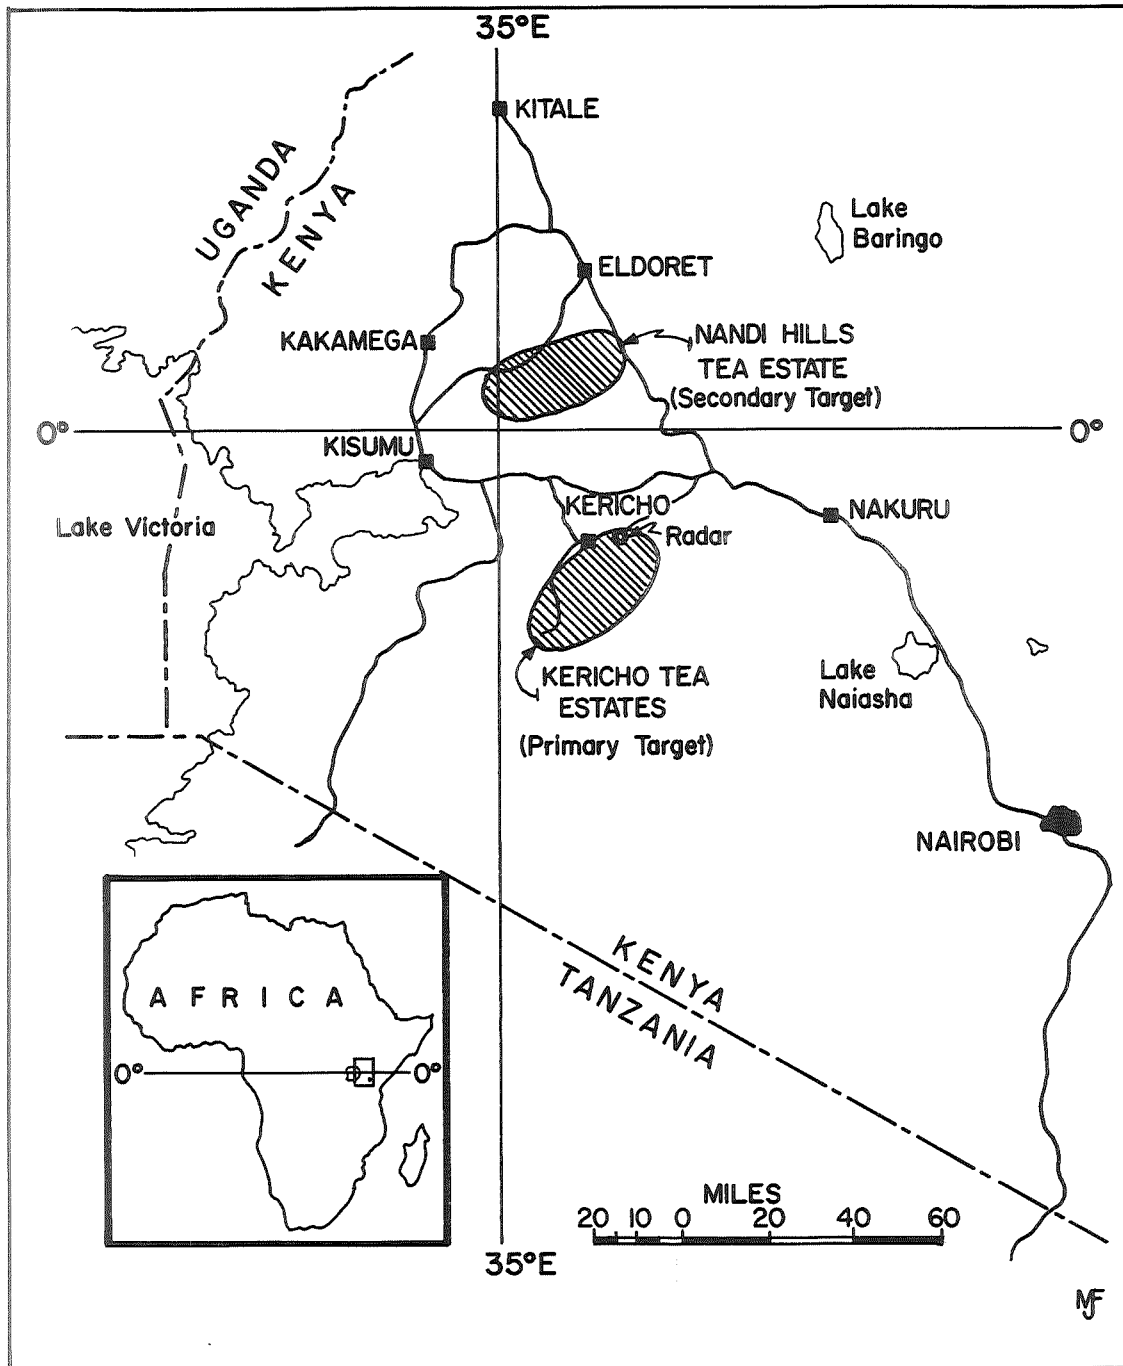 35°E
KITALE
UGANDA
KENYA
Lake
Baringo
ELDORET
KAKAMEGA
NANDI HILLS
TEA ESTATE
(Secondary Target)
0°
0°
KISUMU
KERICHO
NAKURU
Lake Victoria
Radar
KERICHO TEA
ESTATES
(Primary Target)
Lake
Naiasha
NAIROBI
KENYA
TANZANIA
AFRICA
0°
0°
MILES
20 10 0 20 40 60
35°E
MJF